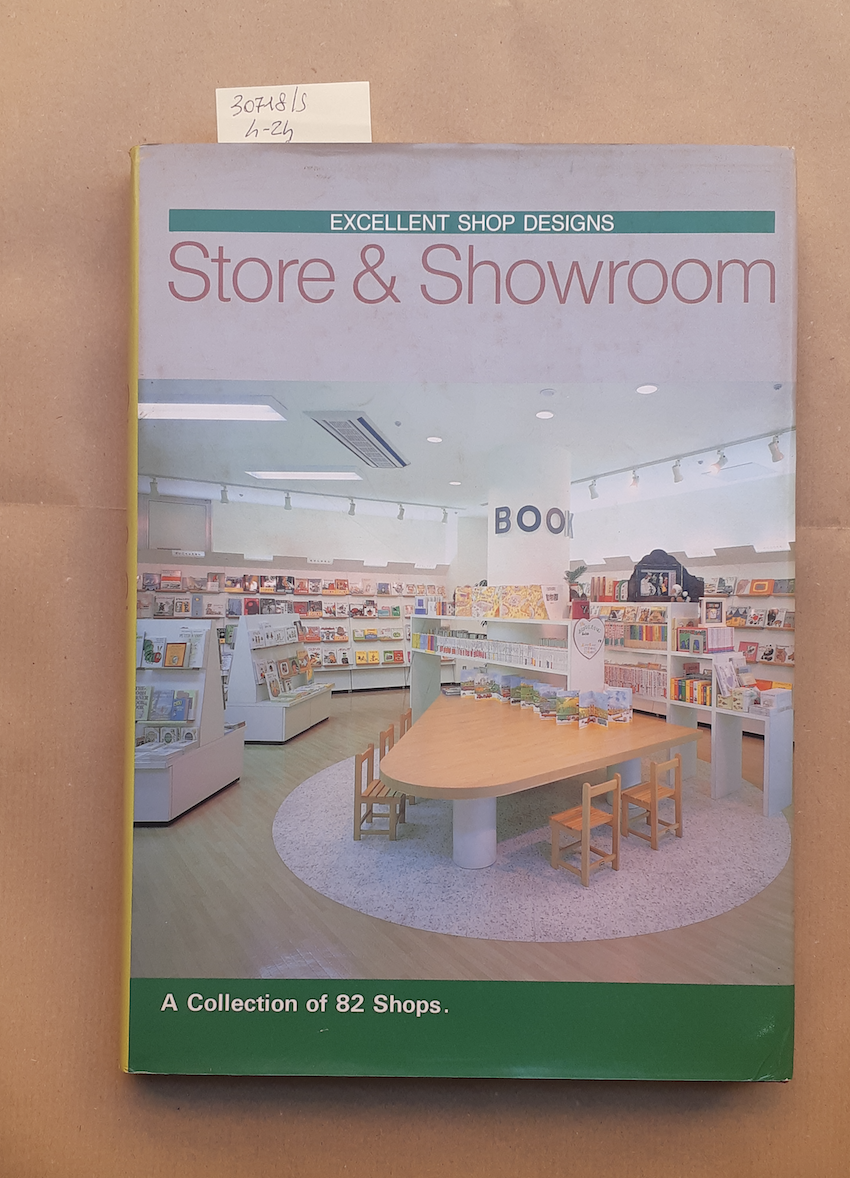 30718/S
4-24
EXCELLENT SHOP DESIGNS
Store & Showroom
BOOK
A Collection of 82 Shops.